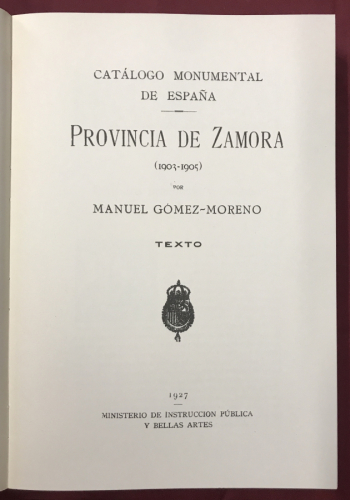 CATÁLOGO MONUMENTAL
DE ESPAÑA
PROVINCIA DE ZAMORA
(1903-1905)
POR
MANUEL GÓMEZ-MORENO
TEXTO
1927
MINISTERIO DE INSTRUCCIÓN PÚBLICA
Y BELLAS ARTES